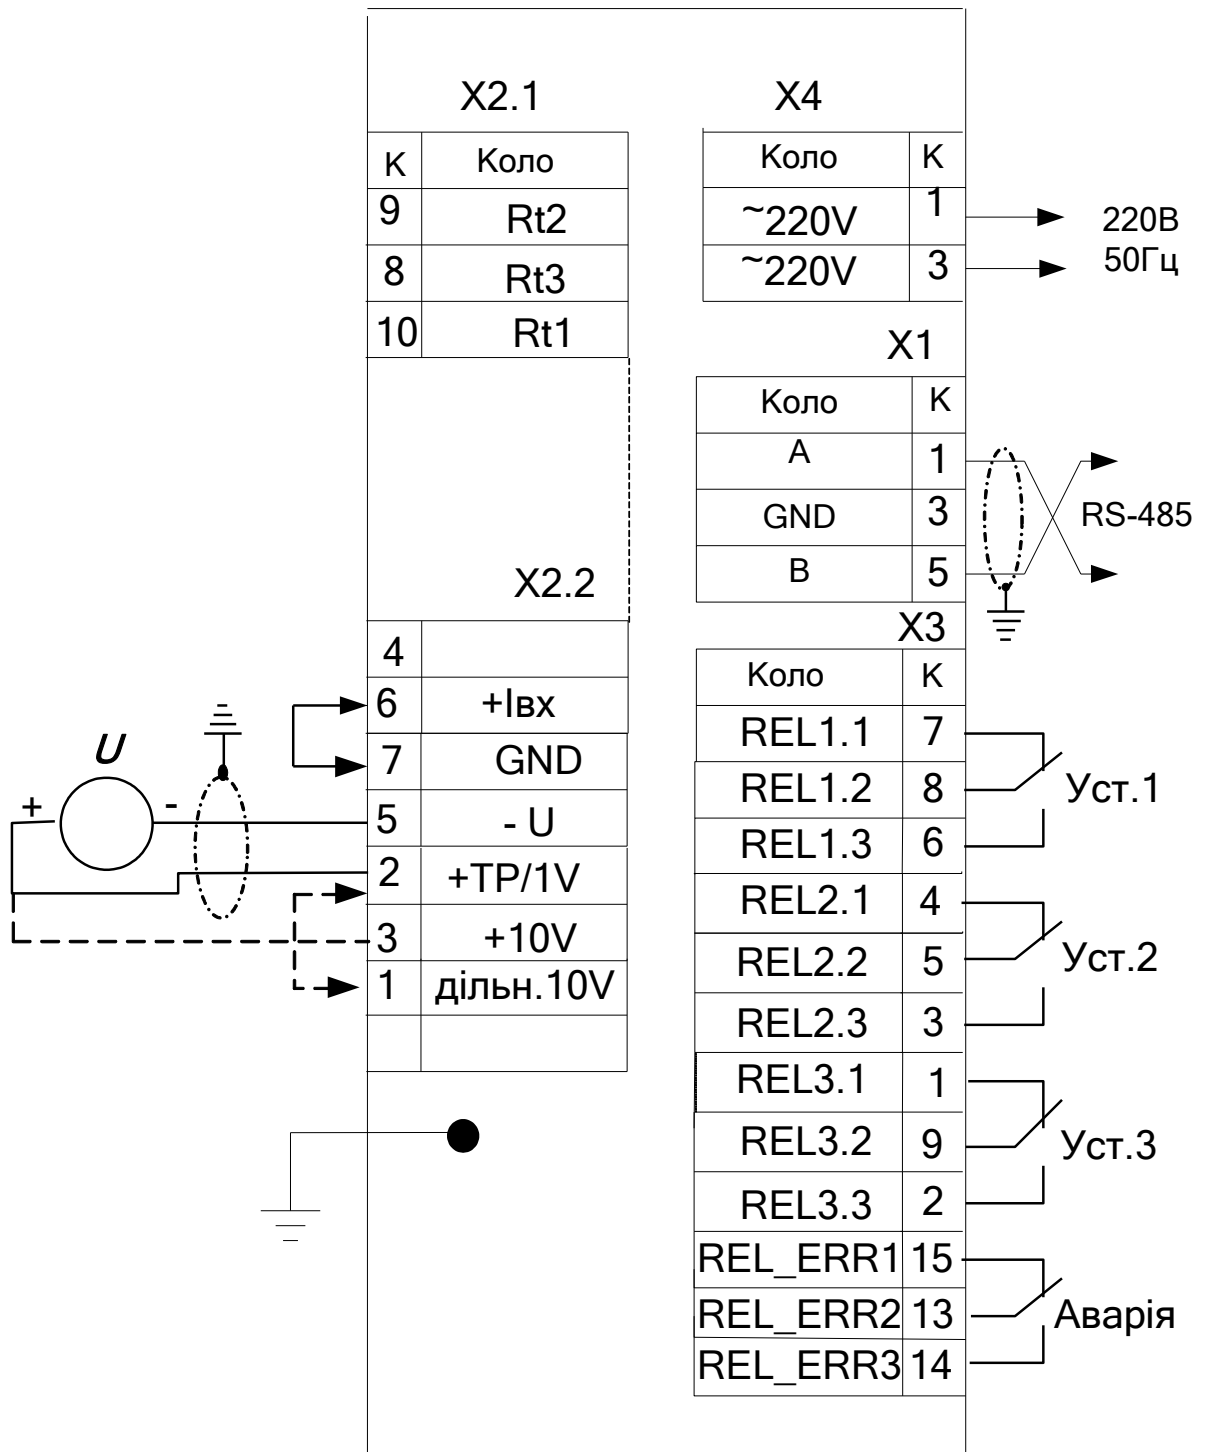 X2.1
К Коло
9 Rt2
8 Rt3
10 Rt1
X2.2
4
6 +Івх
7 GND
5 - U
2 +TP/1V
3 +10V
1 дільн.10V
U
+ -
X4
Коло К
~220V 1
~220V 3
220В
50Гц
X1
Коло К
A 1
GND 3
B 5
RS-485
X3
Коло К
REL1.1 7
REL1.2 8
REL1.3 6
Уст.1
REL2.1 4
REL2.2 5
REL2.3 3
Уст.2
REL3.1 1
REL3.2 9
REL3.3 2
Уст.3
REL_ERR1 15
REL_ERR2 13
REL_ERR3 14
Аварія